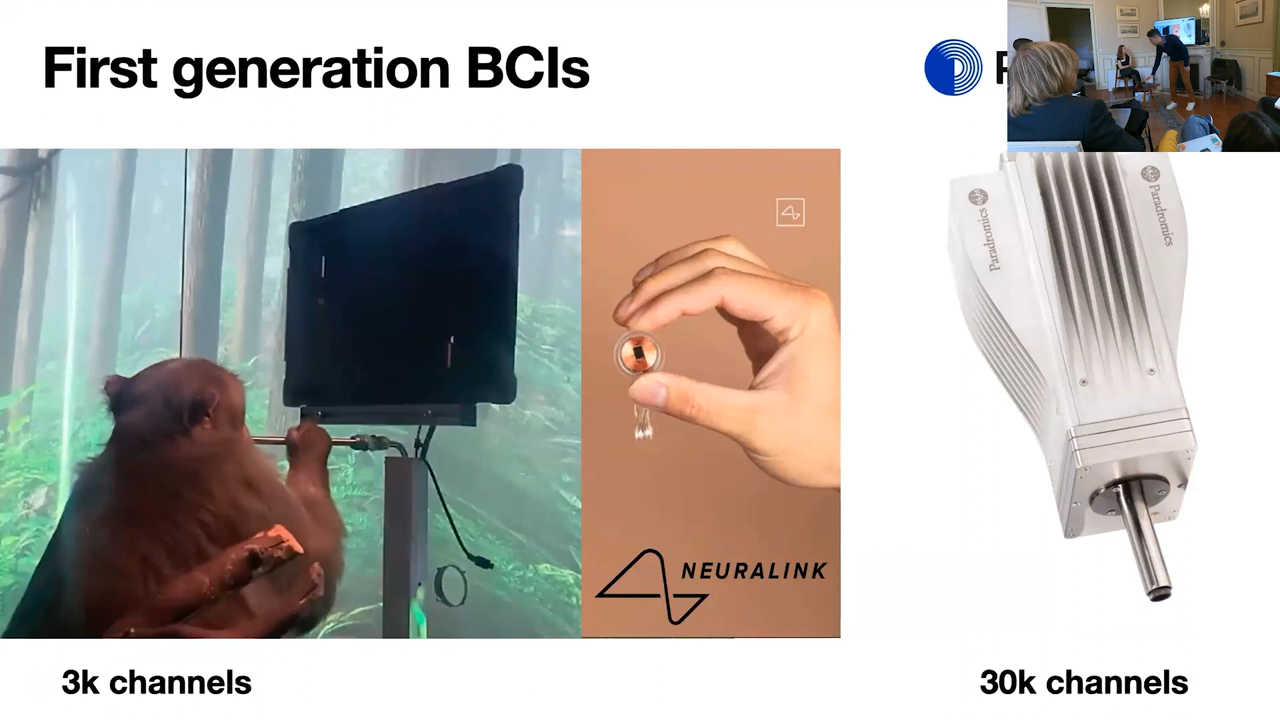 First generation BCIs
Paradromics
Paradromics
NEURALINK
3k channels
30k channels